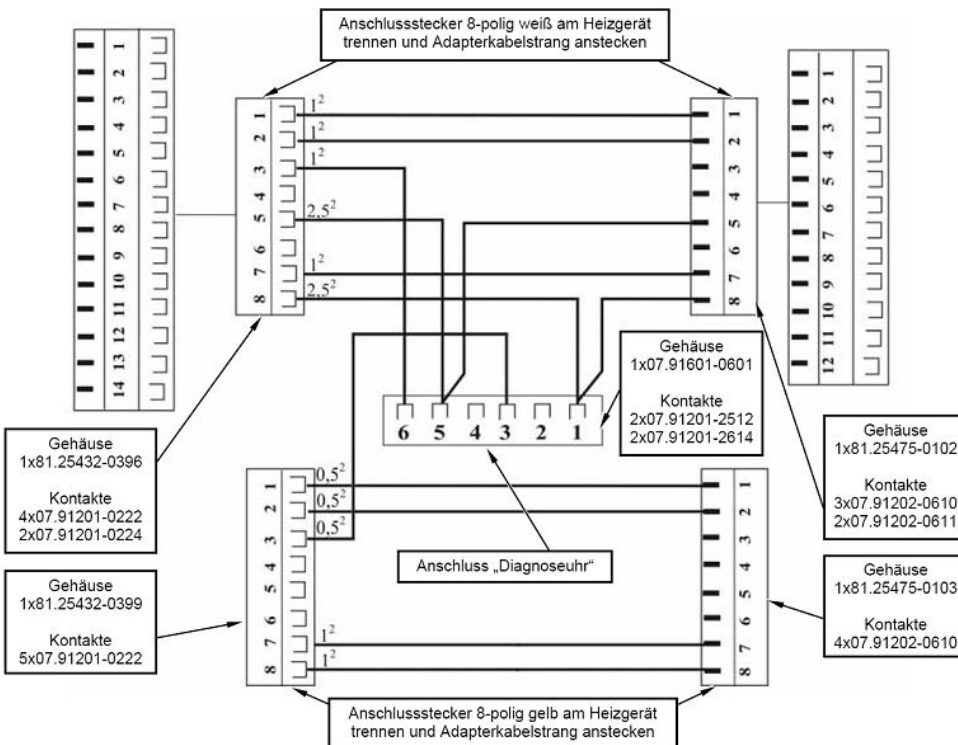 Anschlussstecker 8-polig weiß am Heizgerät
trennen und Adapterkabelstrang anstecken
1
2
3
4
5
6
7
8
9
10
11
12
13
14
1
2
3
4
5
6
7
8
1²
1²
1²
2,5²
1²
2,5²
1
2
3
4
5
6
7
8
1
2
3
4
5
6
7
8
9
10
11
12
Gehäuse
1x07.91601-0601
Kontakte
2x07.91201-2512
2x07.91201-2614
6 5 4 3 2 1
Gehäuse
1x81.25432-0396
Kontakte
4x07.91201-0222
2x07.91201-0224
Gehäuse
1x81.25475-0102
Kontakte
3x07.91202-0610
2x07.91202-0611
1
2
3
4
5
6
7
8
0,5²
0,5²
0,5²
1²
1²
1
2
3
4
5
6
7
8
Anschluss „Diagnoseuhr"
Gehäuse
1x81.25432-0399
Kontakte
5x07.91201-0222
Gehäuse
1x81.25475-0103
Kontakte
4x07.91202-0610
Anschlussstecker 8-polig gelb am Heizgerät
trennen und Adapterkabelstrang anstecken